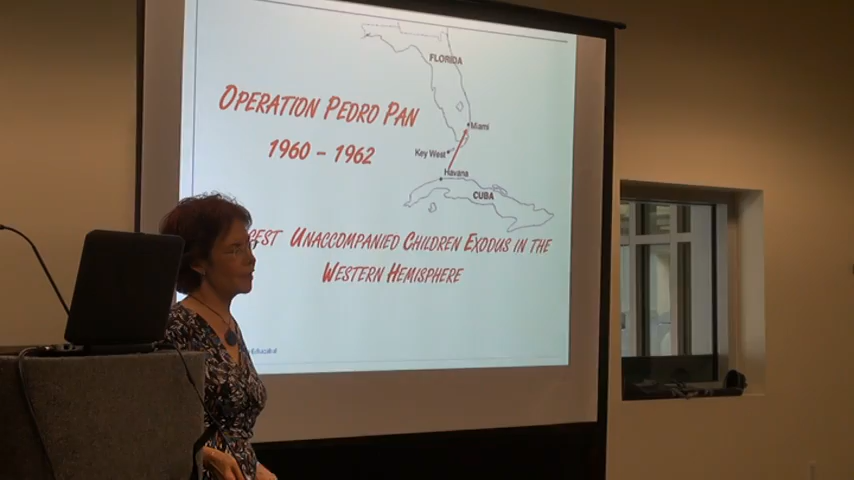 FLORIDA
OPERATION PEDRO PAN
Miami
1960 - 1962
Key West
Havana
CUBA
UNACCOMPANIED CHILDREN EXODUS IN THE
WESTERN HEMISPHERE